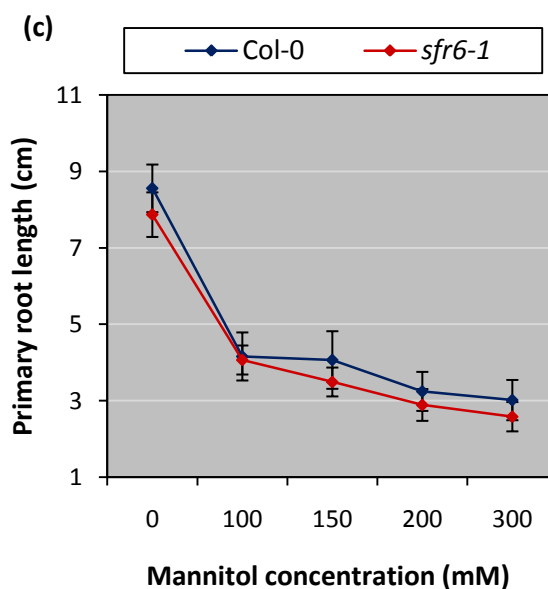 (c)
Col-0 sfr6-1
Primary root length (cm)
11
9
7
5
3
1
0 100 150 200 300
Mannitol concentration (mM)